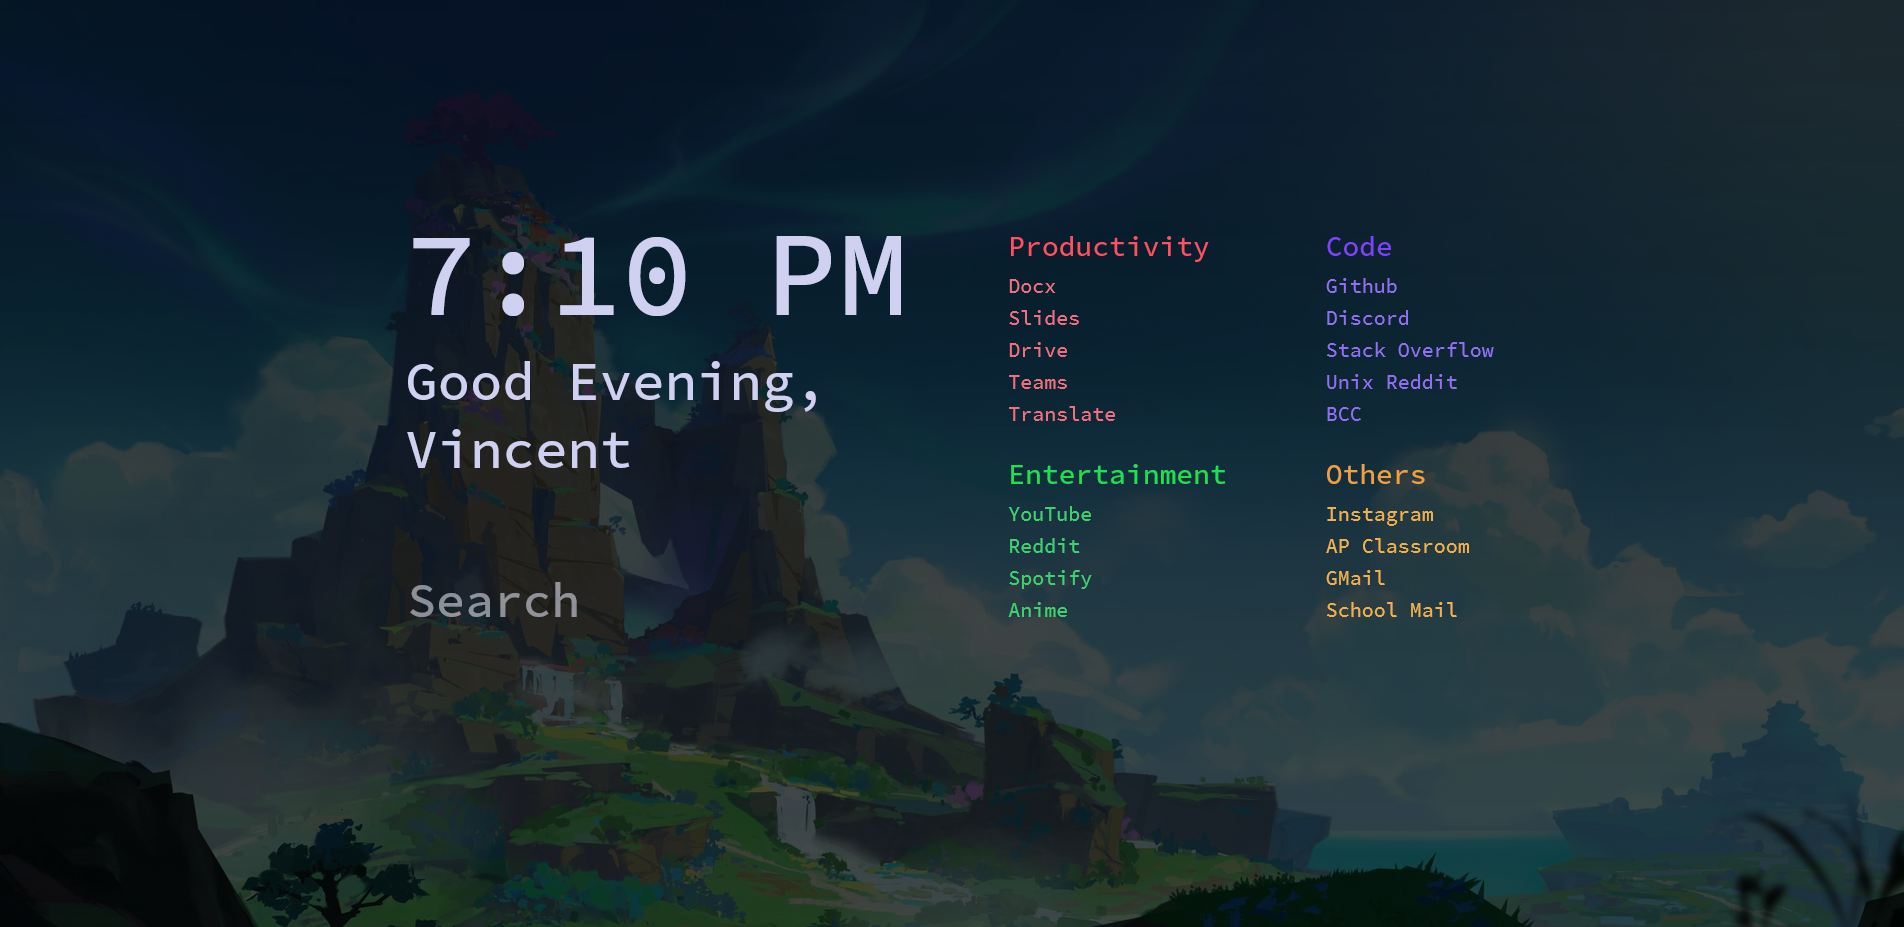 7:10 PM
Good Evening,
Vincent
Search
Productivity
Docx
Slides
Drive
Teams
Translate
Code
Github
Discord
Stack Overflow
Unix Reddit
BCC
Entertainment
YouTube
Reddit
Spotify
Anime
Others
Instagram
AP Classroom
GMail
School Mail